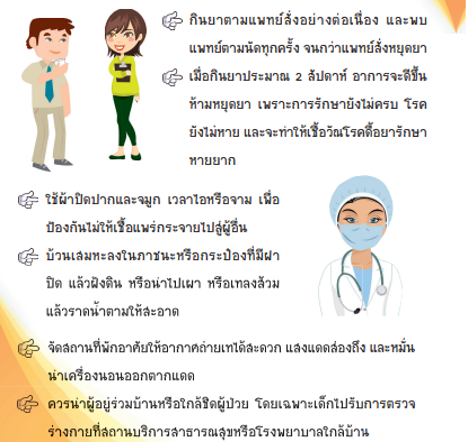 กินยาตามแพทย์สั่งอย่างต่อเนื่อง และพบ
แพทย์ตามนัดทุกครั้ง จนกว่าแพทย์สั่งหยุดยา
เมื่อกินยาประมาณ 2 สัปดาห์ อาการจะดีขึ้น
ห้ามหยุดยา เพราะการรักษายังไม่ครบ โรค
ยังไม่หาย และจะทำให้เชื้อวัณโรคดื้อยารักษา
หายยาก
ใช้ผ้าปิดปากและจมูก เวลาไอหรือจาม เพื่อ
ป้องกันไม่ให้เชื้อแพร่กระจายไปสู่ผู้อื่น
บ้วนเสมหะลงในภาชนะหรือกระป๋องที่มีฝา
ปิด แล้วฝังดิน หรือนำไปเผา หรือเทลงส้วม
แล้วราดน้ำตามให้สะอาด
จัดสถานที่พักอาศัยให้อากาศถ่ายเทได้สะดวก แสงแดดส่องถึง และหมั่น
นำเครื่องนอนออกตากแดด
ควรนำผู้อยู่ร่วมบ้านหรือใกล้ชิดผู้ป่วย โดยเฉพาะเด็กไปรับการตรวจ
ร่างกายที่สถานบริการสาธารณสุขหรือโรงพยาบาลใกล้บ้าน